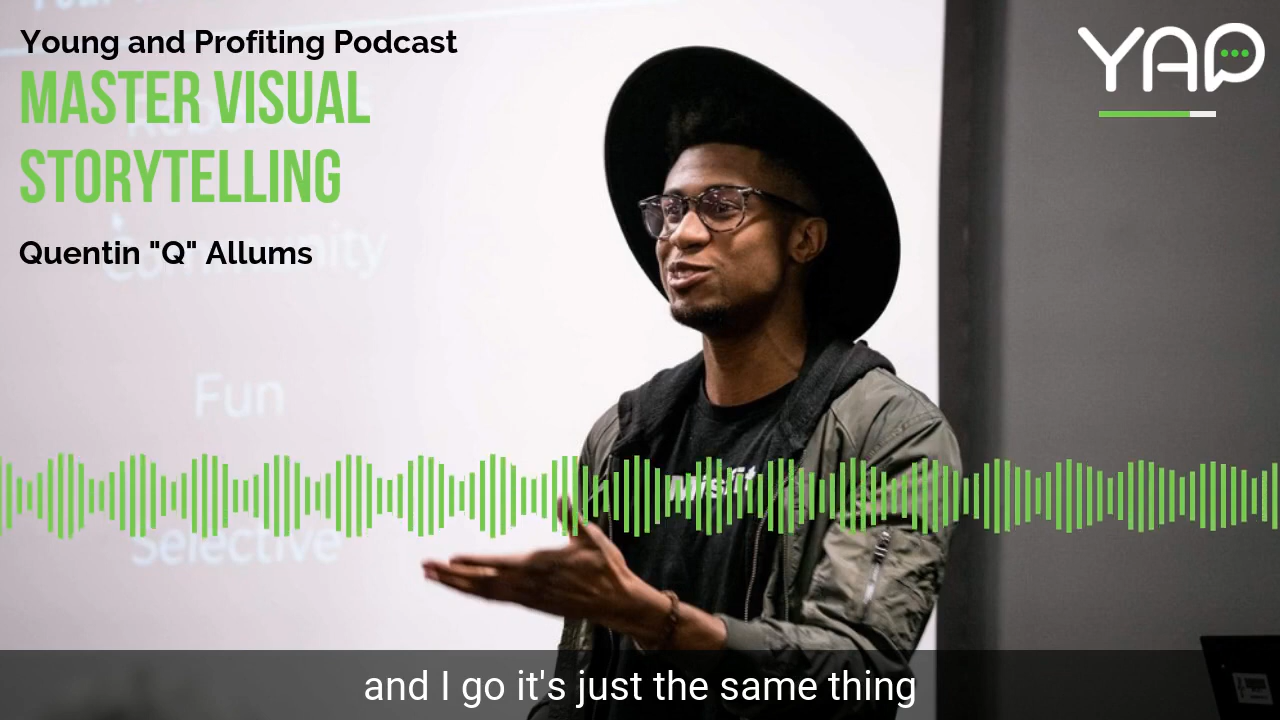 Young and Profiting Podcast
MASTER VISUAL
STORYTELLING
Quentin "Q" Allums
YAP
Fun
Selective
Misfit
and I go it's just the same thing